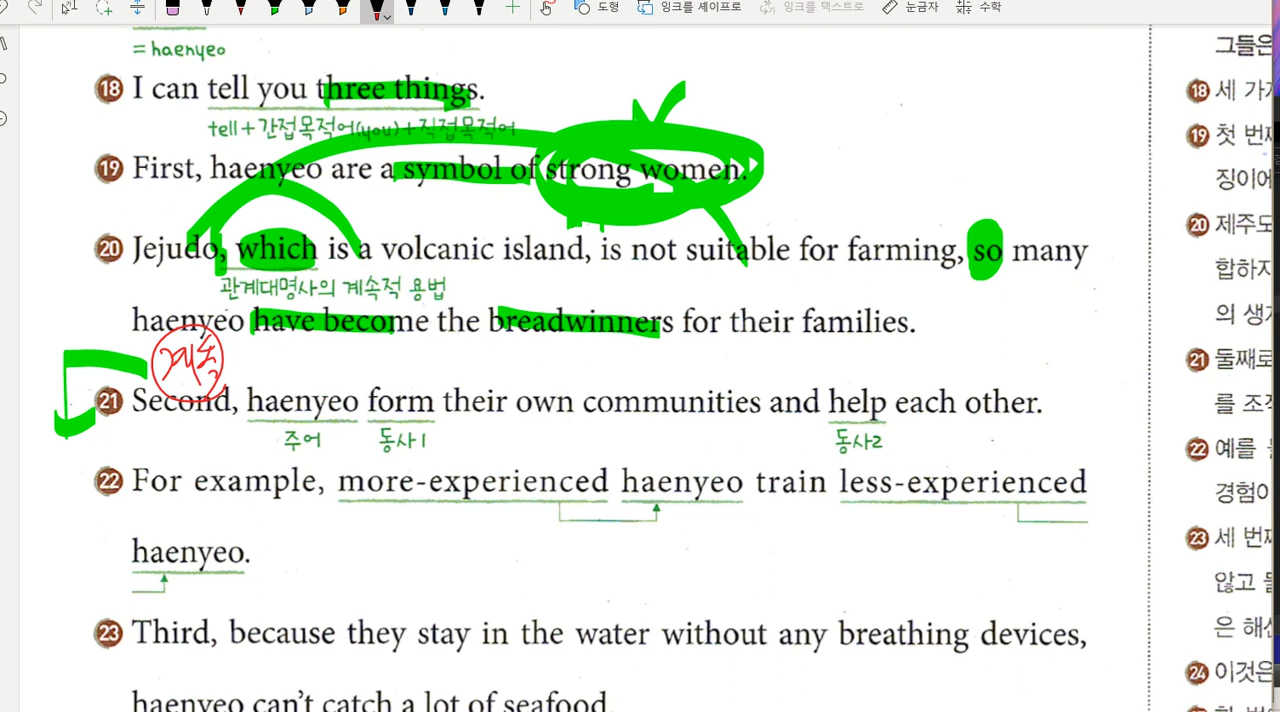 도형 잉크를 셰이프로 잉크를 텍스트로 눈금자 수학
= haenyeo
그들은
18 I can tell you three things.
18 세 가
tell+간접목적어(you)+직접목적어
19 First, haenyeo are a symbol of strong women.
19 첫 번
징이에
20 Jejudo, which is a volcanic island, is not suitable for farming, so many
20 제주도
관계대명사의 계속적 용법
합하지
haenyeo have become the breadwinners for their families.
의 생
계속
21 Second, haenyeo form their own communities and help each other.
21 둘째로
주어 동사1 동사2
를 조
22 For example, more-experienced haenyeo train less-experienced
22 예를
경험이
haenyeo.
23 세 번
않고
23 Third, because they stay in the water without any breathing devices,
은 해
24 이것은
haenyeo can't catch a lot of seafood.